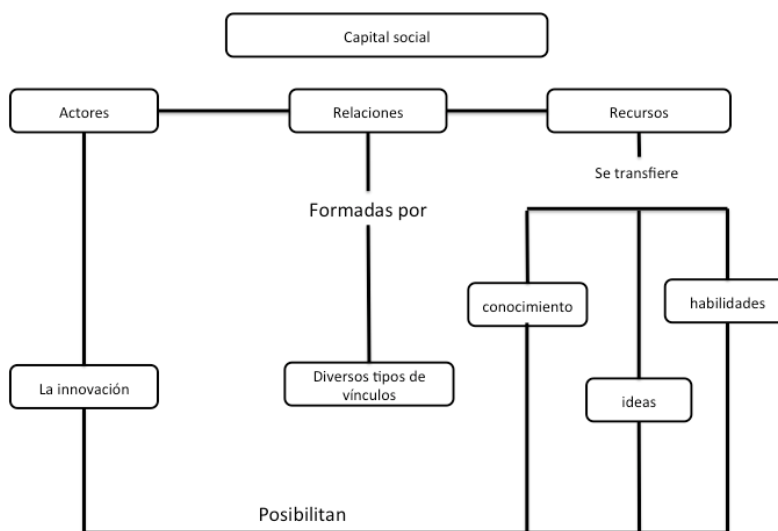 Capital social
Actores
Relaciones
Recursos
Se transfiere
Formadas por
conocimiento
habilidades
La innovación
Diversos tipos de
vínculos
ideas
Posibilitan